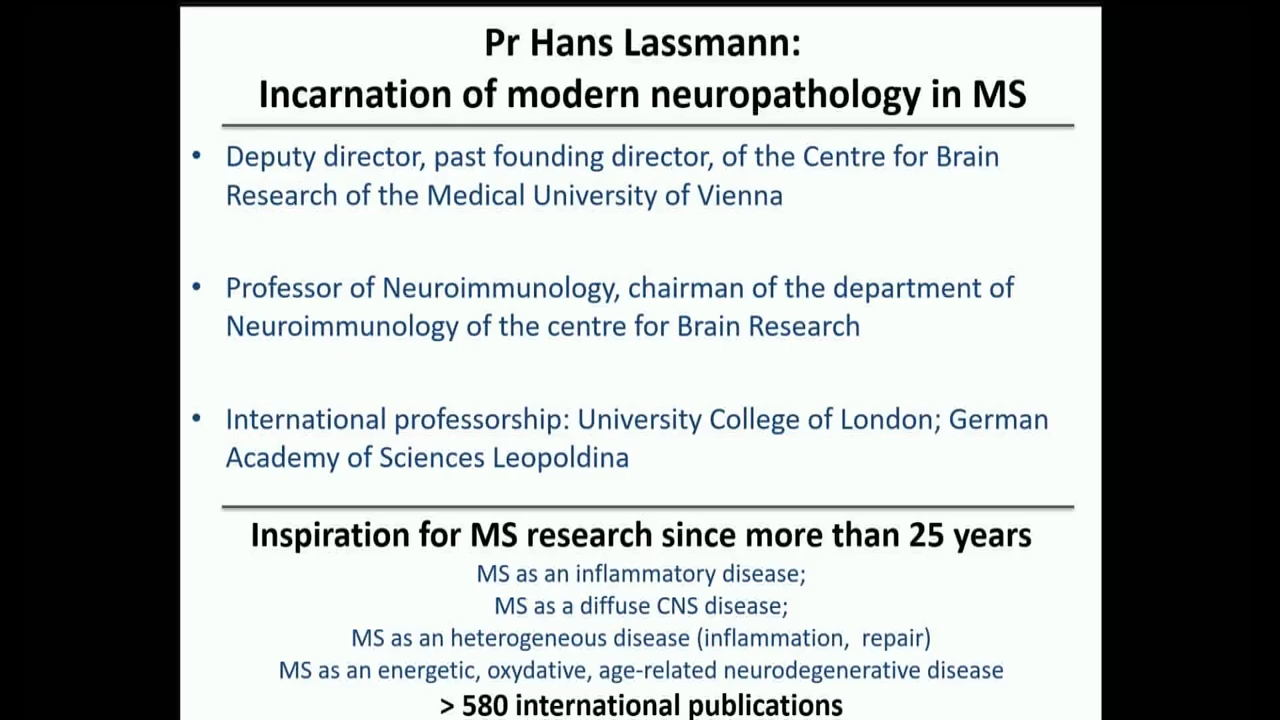 Pr Hans Lassmann:
Incarnation of modern neuropathology in MS
• Deputy director, past founding director, of the Centre for Brain
Research of the Medical University of Vienna
• Professor of Neuroimmunology, chairman of the department of
Neuroimmunology of the centre for Brain Research
• International professorship: University College of London; German
Academy of Sciences Leopoldina
Inspiration for MS research since more than 25 years
MS as an inflammatory disease;
MS as a diffuse CNS disease;
MS as an heterogeneous disease (inflammation, repair)
MS as an energetic, oxydative, age-related neurodegenerative disease
> 580 international publications